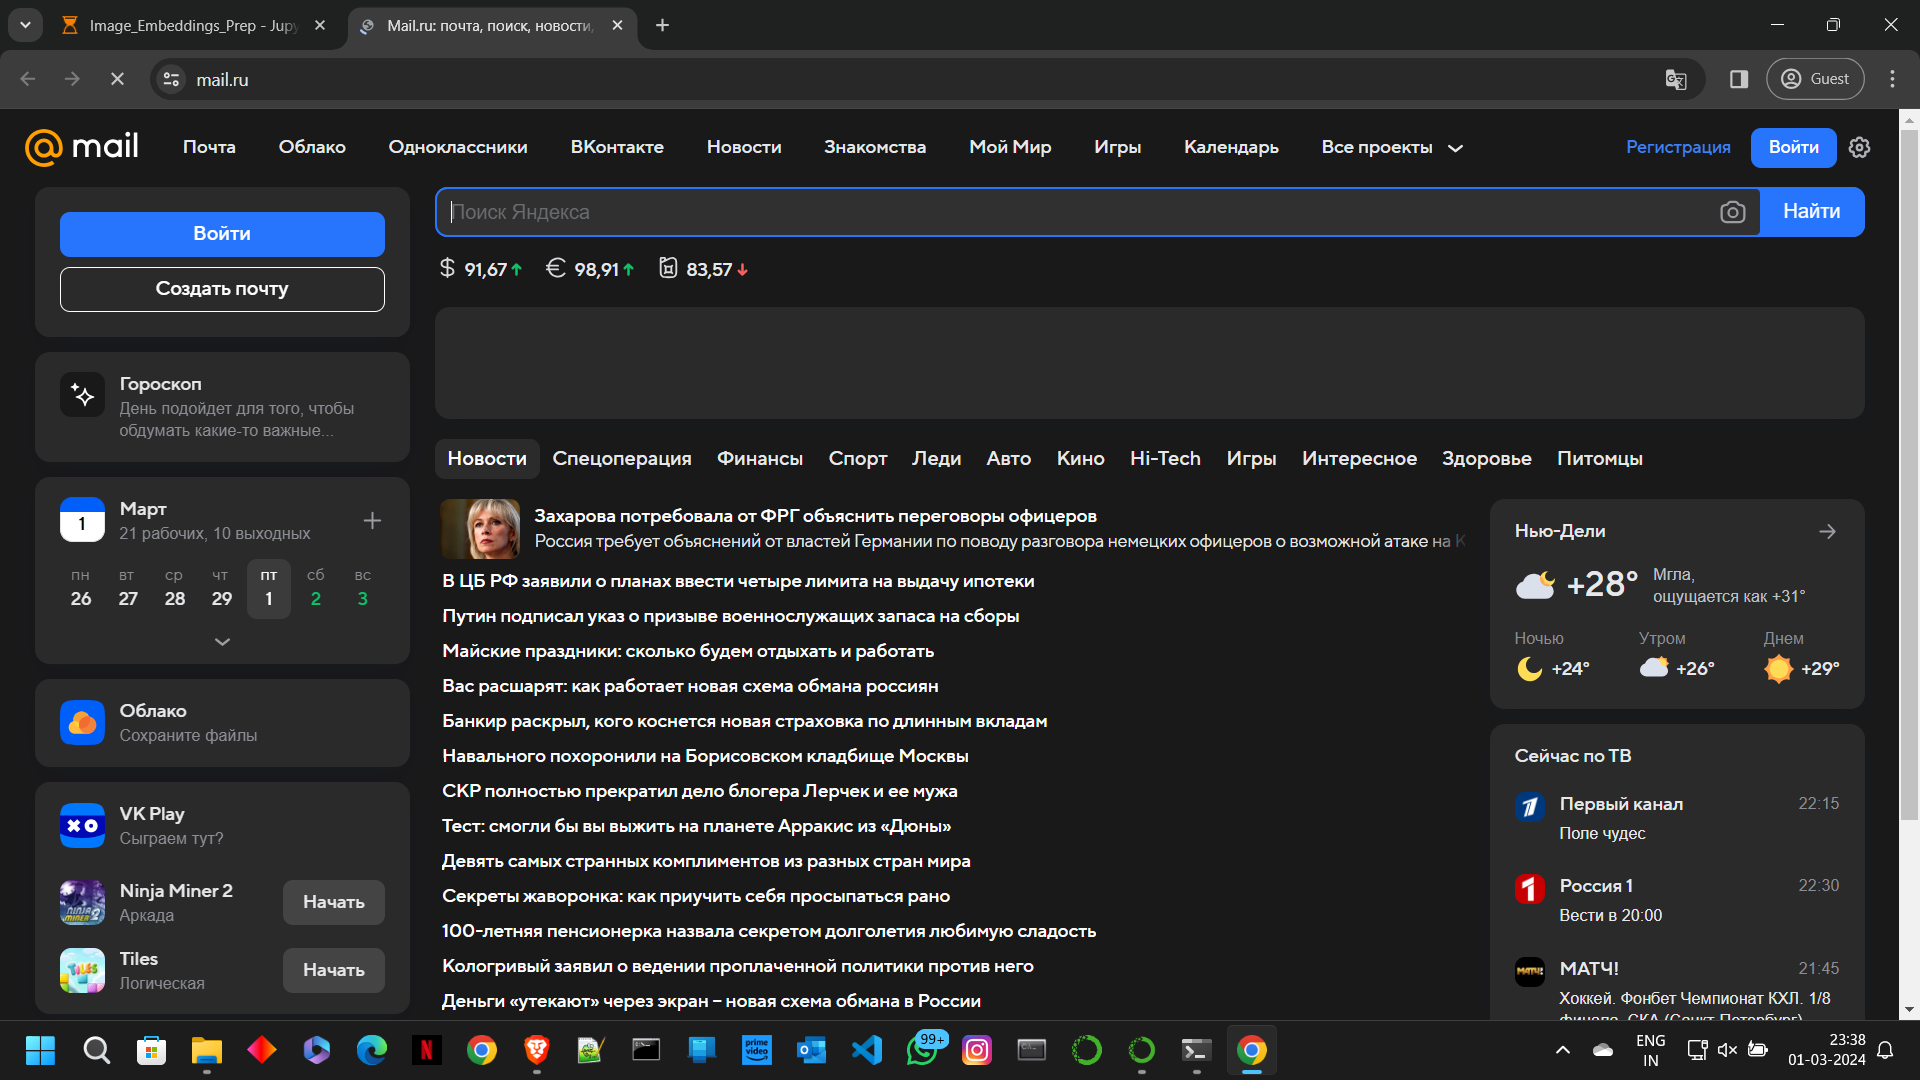 Image_Embeddings_Prep - Jup
Mail.ru: почта, поиск, новости,
mail.ru
Guest
mail
Почта
Облако
Одноклассники
ВКонтакте
Новости
Знакомства
Мой Мир
Игры
Календарь
Все проекты
Регистрация
Войти
Войти
Создать почту
Поиск Яндекса
Найти
$ 91,67
€ 98,91
83,57
Гороскоп
День подойдет для того, чтобы
обдумать какие-то важные...
Март
21 рабочих, 10 выходных
1
пн вт ср чт пт сб вс
26 27 28 29 1 2 3
Облако
Сохраните файлы
VK Play
Сыграем тут?
Ninja Miner 2
Аркада
Начать
Tiles
Логическая
Начать
Новости
Спецоперация
Финансы
Спорт
Леди
Авто
Кино
Hi-Tech
Игры
Интересное
Здоровье
Питомцы
Захарова потребовала от ФРГ объяснить переговоры офицеров
Россия требует объяснений от властей Германии по поводу разговора немецких офицеров о возможной атаке на К
В ЦБ РФ заявили о планах ввести четыре лимита на выдачу ипотеки
Путин подписал указ о призыве военнослужащих запаса на сборы
Майские праздники: сколько будем отдыхать и работать
Вас расшарят: как работает новая схема обмана россиян
Банкир раскрыл, кого коснется новая страховка по длинным вкладам
Навального похоронили на Борисовском кладбище Москвы
СКР полностью прекратил дело блогера Лерчек и ее мужа
Тест: смогли бы вы выжить на планете Арракис из «Дюны»
Девять самых странных комплиментов из разных стран мира
Секреты жаворонка: как приучить себя просыпаться рано
100-летняя пенсионерка назвала секретом долголетия любимую сладость
Кологривый заявил о ведении проплаченной политики против него
Деньги «утекают» через экран – новая схема обмана в России
Нью-Дели
+28°
Мгла,
ощущается как +31°
Ночью Утром Днем
+24° +26° +29°
Сейчас по ТВ
Первый канал 22:15
Поле чудес
Россия 1 22:30
Вести в 20:00
МАТЧ!
МАТЧ! 21:45
Хоккей. Фонбет Чемпионат КХЛ. 1/8
финала. СКА (Санкт-Петербург)
prime video
99+
ENG
IN
23:38
01-03-2024